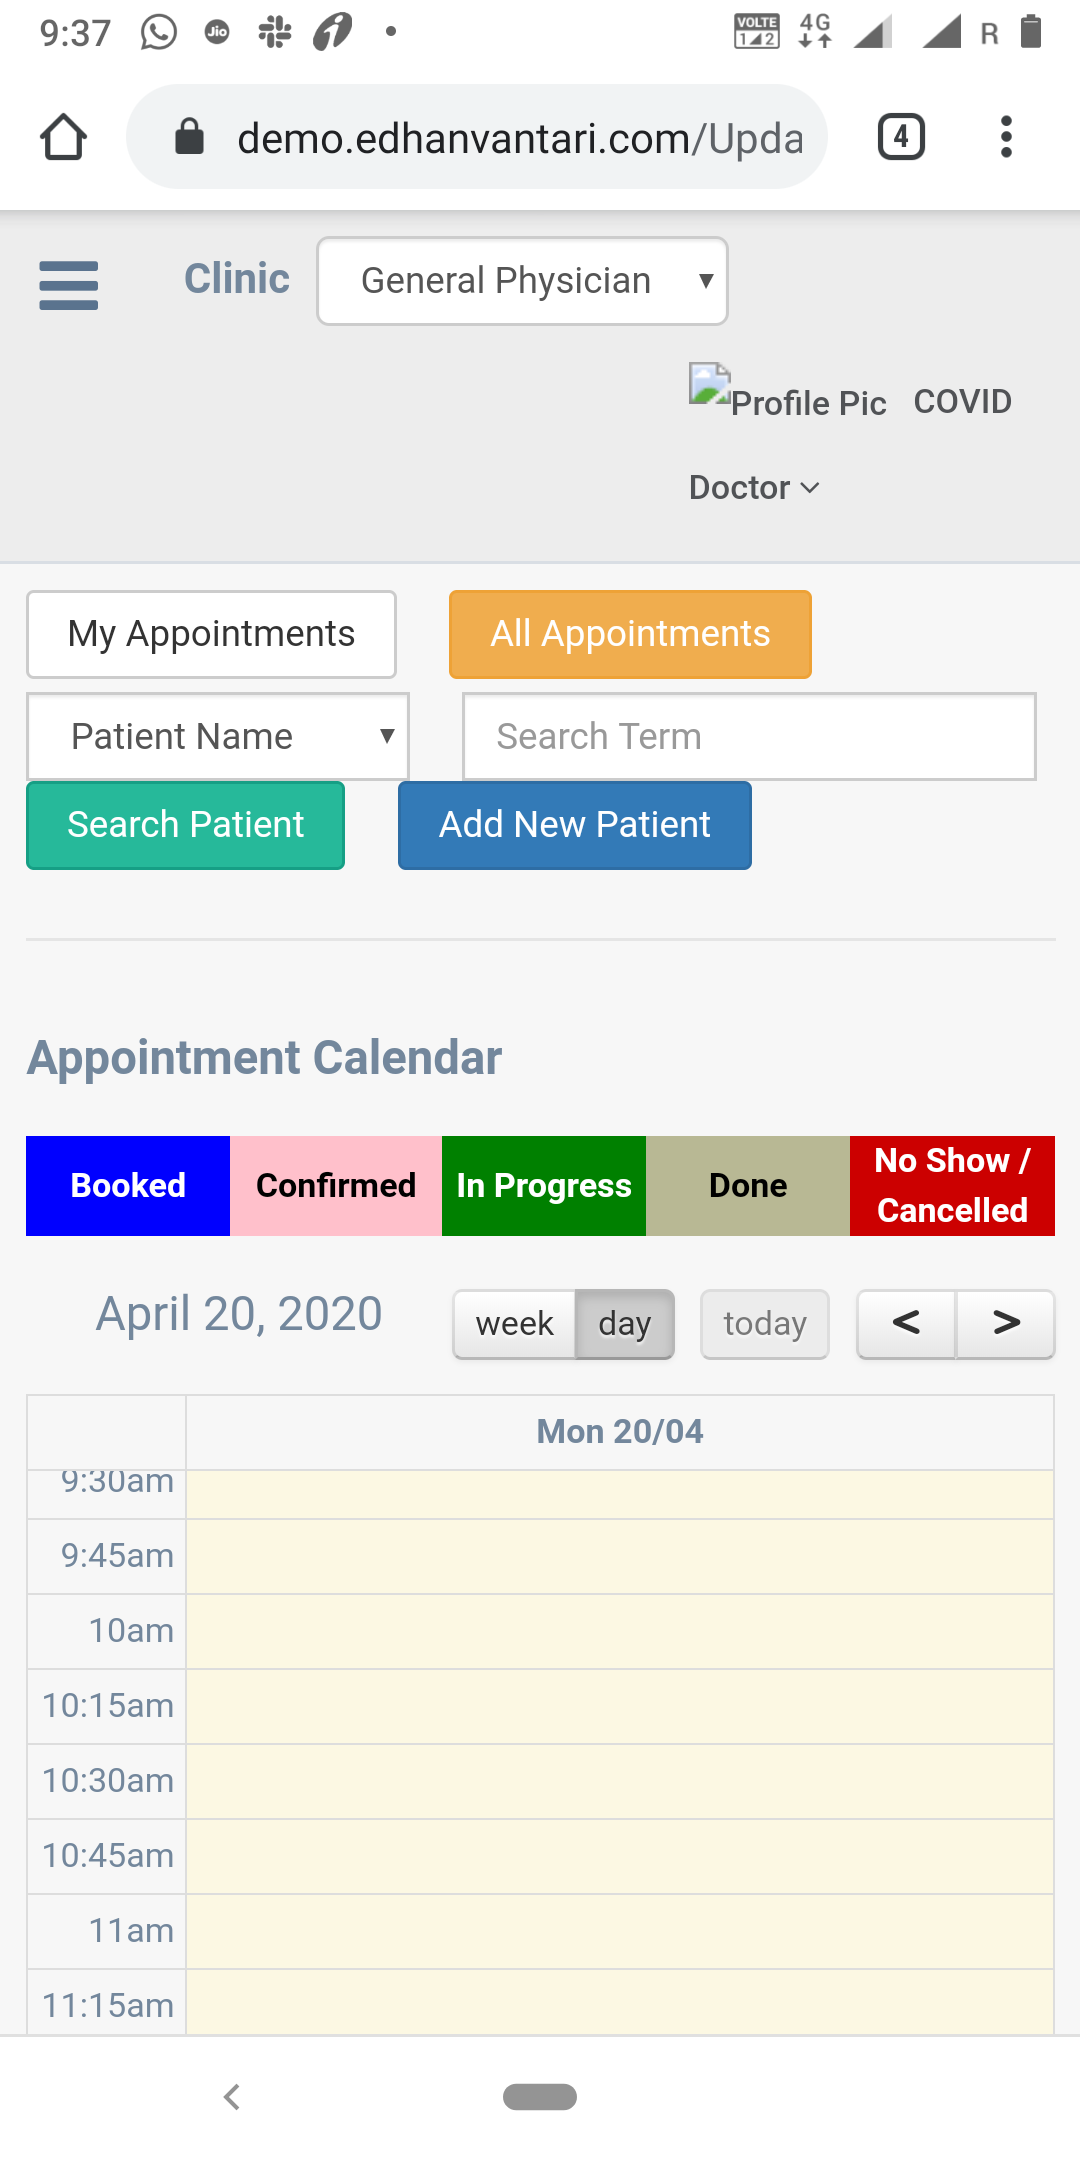 9:37 Jio VOLTE 1 2 4G R
demo.edhanvantari.com/Upda 4
Clinic General Physician
Profile Pic COVID
Doctor
My Appointments All Appointments
Patient Name Search Term
Search Patient Add New Patient
Appointment Calendar
Booked Confirmed In Progress Done No Show /
Cancelled
April 20, 2020 week day today < >
Mon 20/04
9:30am
9:45am
10am
10:15am
10:30am
10:45am
11am
11:15am